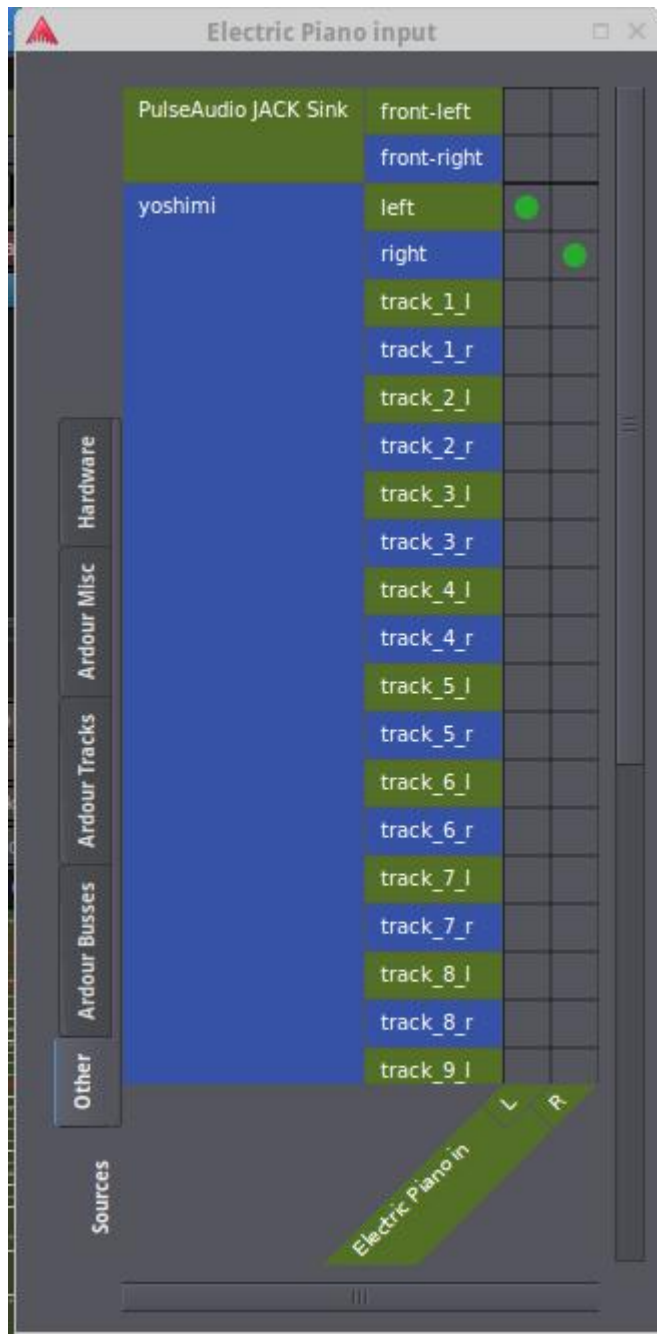 Electric Piano input
PulseAudio JACK Sink front-left
front-right
yoshimi left
right
track_1_l
track_1_r
track_2_l
track_2_r
track_3_l
track_3_r
track_4_l
track_4_r
track_5_l
track_5_r
track_6_l
track_6_r
track_7_l
track_7_r
track_8_l
track_8_r
track_9_l
Hardware
Ardour Misc
Ardour Tracks
Ardour Busses
Other
Sources
L R
Electric Piano in